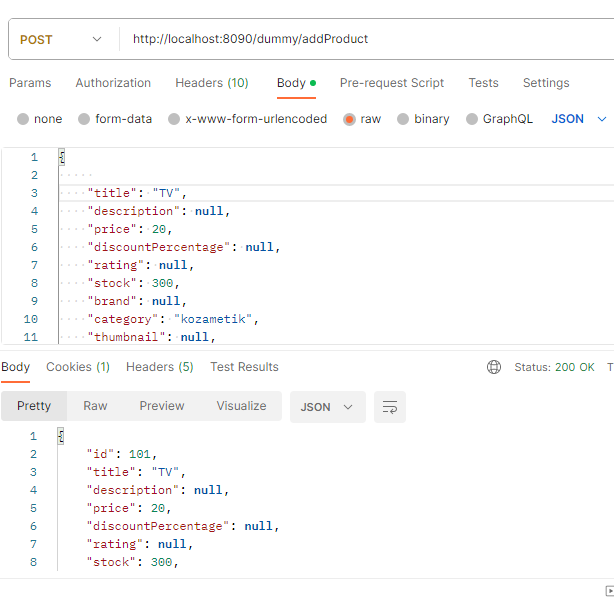 POST http://localhost:8090/dummy/addProduct
Params Authorization Headers (10) Body Pre-request Script Tests Settings
none form-data x-www-form-urlencoded raw binary GraphQL JSON
1 {
2
3 "title": "TV",
4 "description": null,
5 "price": 20,
6 "discountPercentage": null,
7 "rating": null,
8 "stock": 300,
9 "brand": null,
10 "category": "kozametik",
11 "thumbnail": null,
Body Cookies (1) Headers (5) Test Results Status: 200 OK T
Pretty Raw Preview Visualize JSON
1 {
2 "id": 101,
3 "title": "TV",
4 "description": null,
5 "price": 20,
6 "discountPercentage": null,
7 "rating": null,
8 "stock": 300,